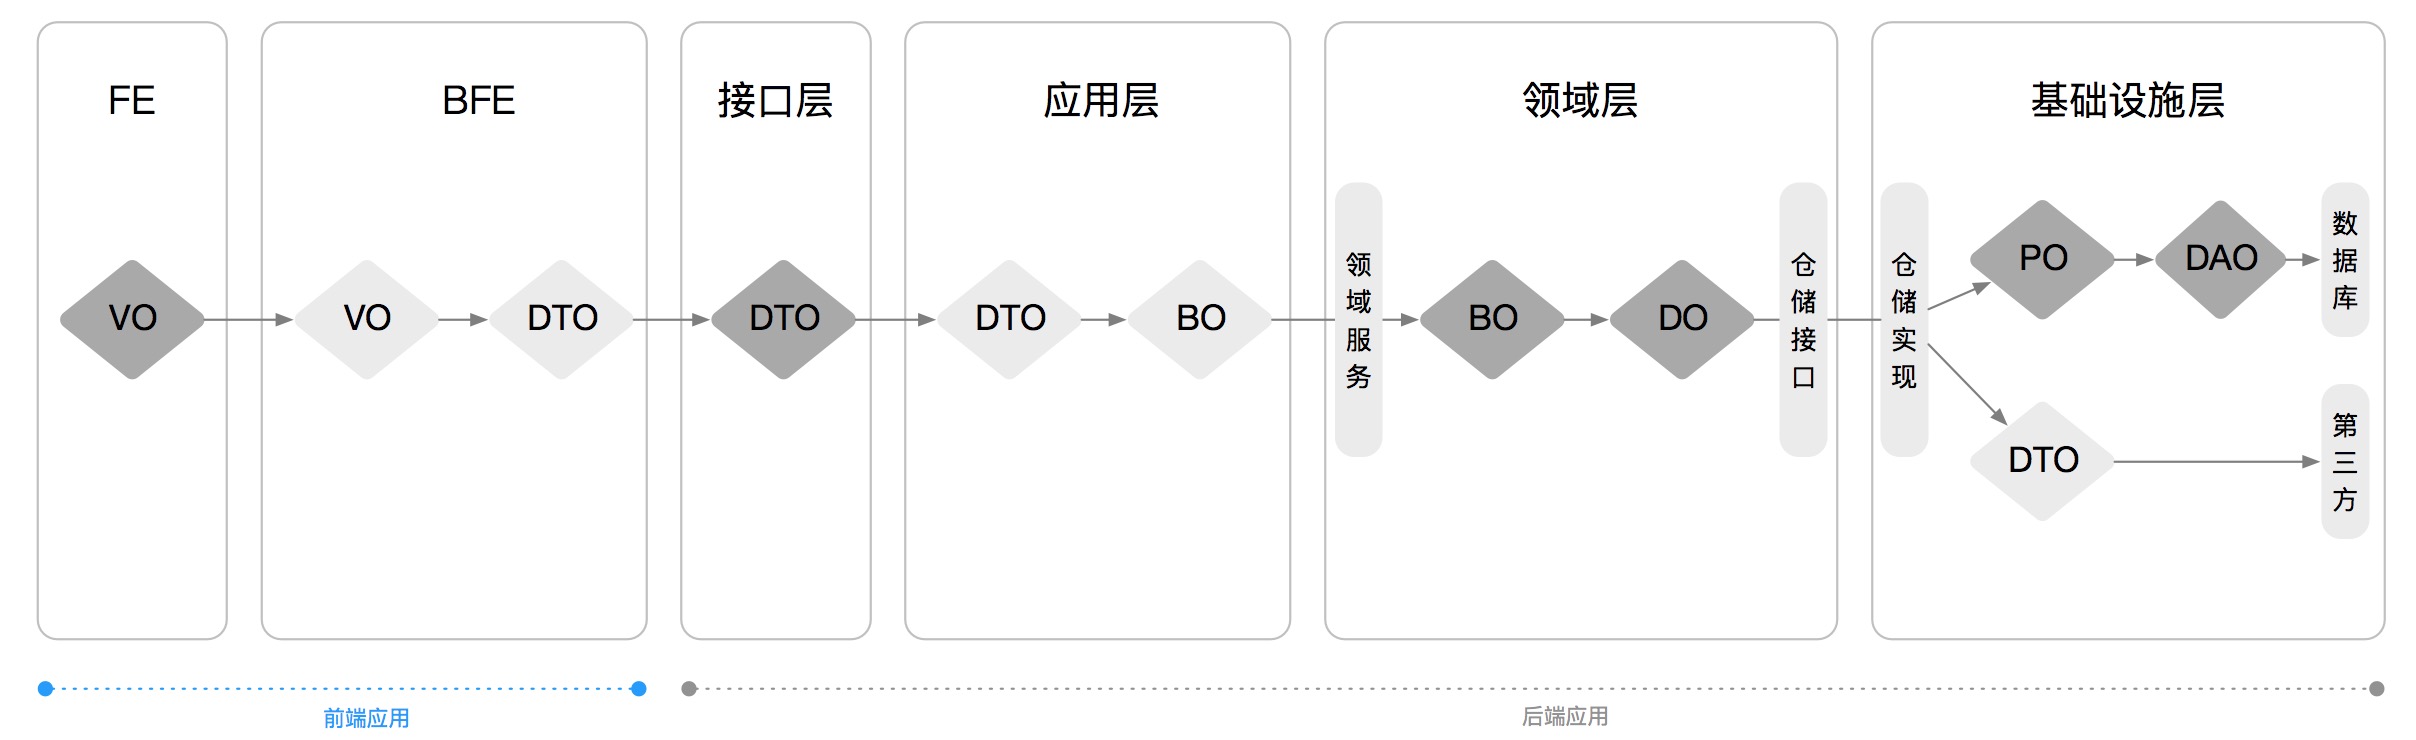 FE
BFE
接口层
应用层
领域层
基础设施层
VO
VO
DTO
DTO
DTO
BO
领域服务
BO
DO
仓储接口
仓储实现
PO
DAO
数据库
DTO
第三方
前端应用
后端应用